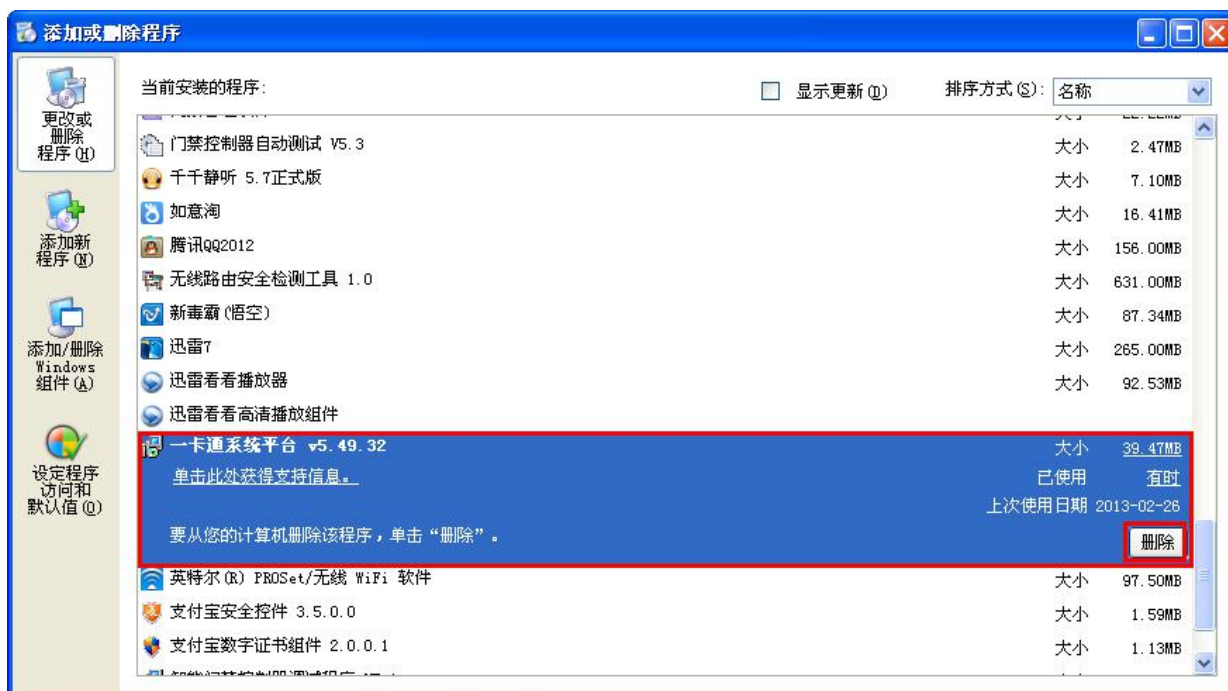 添加或删除程序
更改或
删除
程序(H)
添加新
程序(N)
添加/删除
Windows
组件(A)
设定程序
访问和
默认值(O)
当前安装的程序:
显示更新(D)
排序方式(S): 名称
门禁控制器自动测试 V5.3 大小 2.47MB
千千静听 5.7正式版 大小 7.10MB
如意淘 大小 16.41MB
腾讯QQ2012 大小 156.00MB
无线路由安全检测工具 1.0 大小 631.00MB
新毒霸(悟空) 大小 87.34MB
迅雷7 大小 265.00MB
迅雷看看播放器 大小 92.53MB
迅雷看看高清播放组件
一卡通系统平台 v5.49.32 大小 39.47MB
单击此处获得支持信息。 已使用 有时
上次使用日期 2013-02-26
要从您的计算机删除该程序，单击“删除”。 删除
英特尔(R) PROSet/无线 WiFi 软件 大小 97.50MB
支付宝安全控件 3.5.0.0 大小 1.59MB
支付宝数字证书组件 2.0.0.1 大小 1.13MB